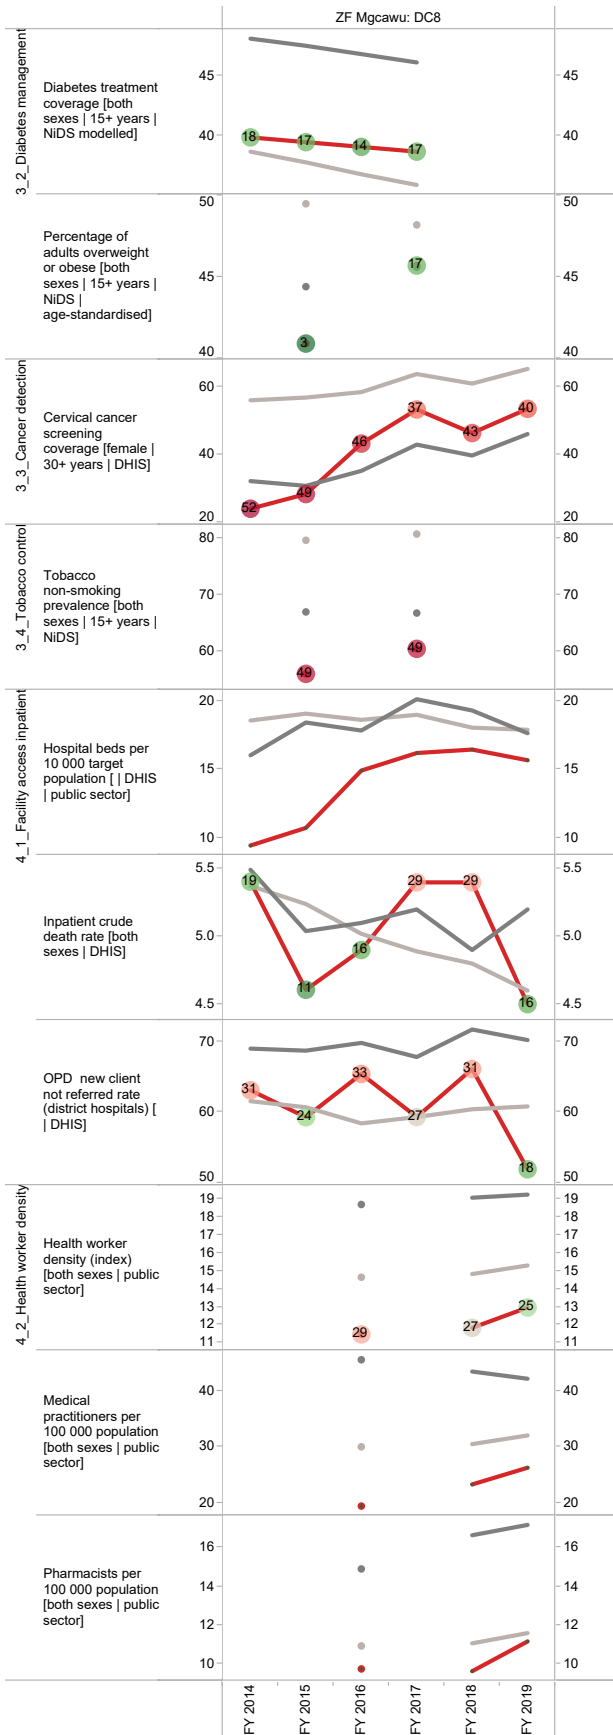 ZF Mgcawu: DC8
3_2_Diabetes management
Diabetes treatment
coverage [both
sexes | 15+ years |
NiDS modelled]
45
40
18
17
14
17
45
40
Percentage of
adults overweight
or obese [both
sexes | 15+ years |
NiDS |
age-standardised]
50
45
40
3
17
50
45
40
3_3_Cancer detection
Cervical cancer
screening
coverage [female |
30+ years | DHIS]
60
40
20
52
49
46
37
43
40
60
40
20
3_4_Tobacco control
Tobacco
non-smoking
prevalence [both
sexes | 15+ years |
NiDS]
80
70
60
49
49
80
70
60
4_1_Facility access inpatient
Hospital beds per
10 000 target
population [ | DHIS
| public sector]
20
15
10
20
15
10
Inpatient crude
death rate [both
sexes | DHIS]
5.5
5.0
4.5
19
11
16
29
29
16
5.5
5.0
4.5
OPD  new client
not referred rate
(district hospitals) [
| DHIS]
70
60
50
31
24
33
27
31
18
70
60
50
4_2_Health worker density
Health worker
density (index)
[both sexes | public
sector]
19
18
17
16
15
14
13
12
11
29
27
25
19
18
17
16
15
14
13
12
11
Medical
practitioners per
100 000 population
[both sexes | public
sector]
40
30
20
40
30
20
Pharmacists per
100 000 population
[both sexes | public
sector]
16
14
12
10
16
14
12
10
FY 2014
FY 2015
FY 2016
FY 2017
FY 2018
FY 2019